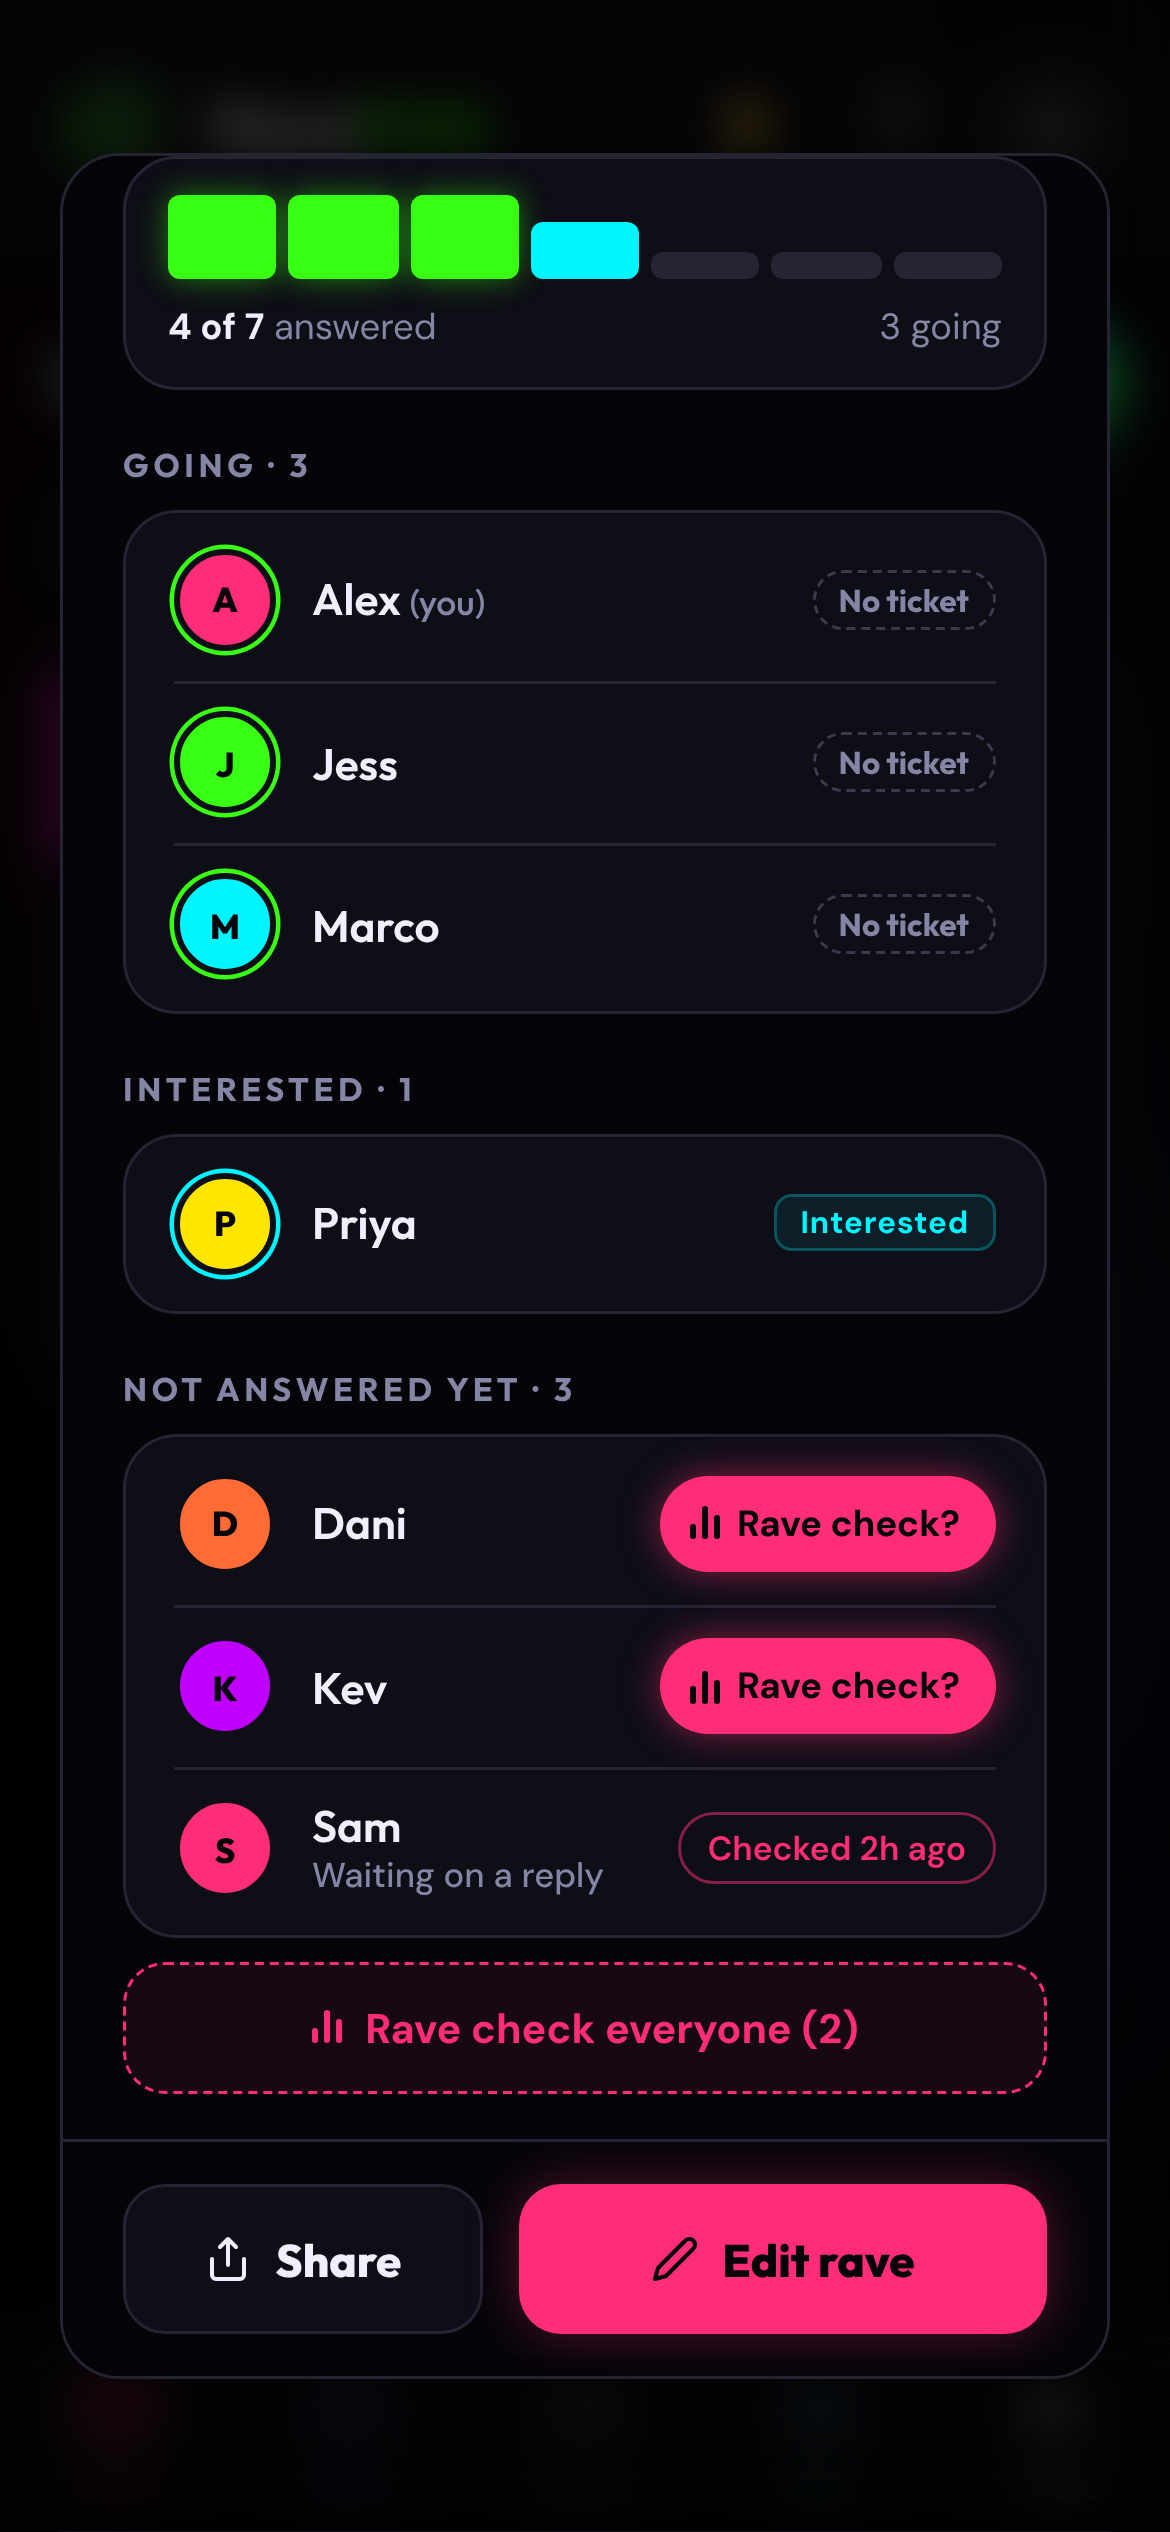 4 of 7 answered
3 going
GOING · 3
A
Alex (you)
No ticket
J
Jess
No ticket
M
Marco
No ticket
INTERESTED · 1
P
Priya
Interested
NOT ANSWERED YET · 3
D
Dani
Rave check?
K
Kev
Rave check?
S
Sam
Waiting on a reply
Checked 2h ago
Rave check everyone (2)
Share
Edit rave